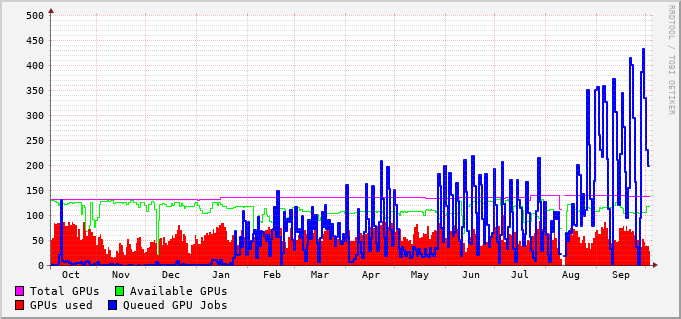 500
450
400
350
300
250
200
150
100
50
0
Oct Nov Dec Jan Feb Mar Apr May Jun Jul Aug Sep
Total GPUs Available GPUs
GPUs used Queued GPU Jobs
RRDTOOL / TOBI OETIKER